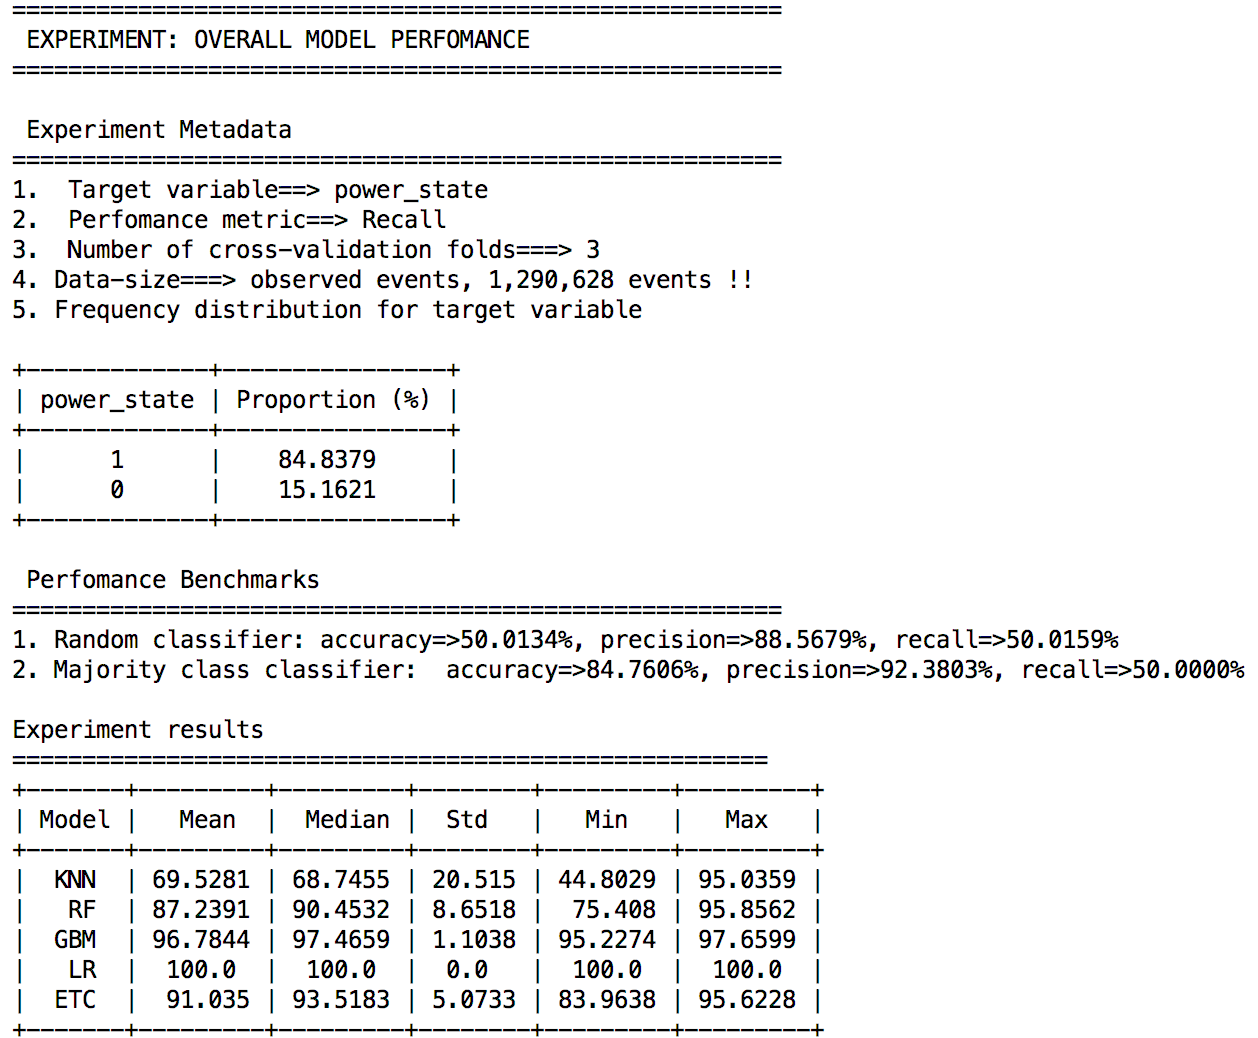 =======================================================
 EXPERIMENT: OVERALL MODEL PERFOMANCE
=======================================================
 Experiment Metadata
=======================================================
1.  Target variable==> power_state
2.  Perfomance metric==> Recall
3.  Number of cross-validation folds===> 3
4. Data-size===> observed events, 1,290,628 events !!
5. Frequency distribution for target variable
+-------------+----------------+
| power_state | Proportion (%) |
+-------------+----------------+
|      1      |    84.8379     |
|      0      |    15.1621     |
+-------------+----------------+
 Perfomance Benchmarks
=======================================================
1. Random classifier: accuracy=>50.0134%, precision=>88.5679%, recall=>50.0159%
2. Majority class classifier:  accuracy=>84.7606%, precision=>92.3803%, recall=>50.0000%
Experiment results
======================================================
+-------+---------+---------+--------+---------+---------+
| Model |   Mean  |  Median |  Std   |   Min   |   Max   |
+-------+---------+---------+--------+---------+---------+
|  KNN  | 69.5281 | 68.7455 | 20.515 | 44.8029 | 95.0359 |
|   RF  | 87.2391 | 90.4532 | 8.6518 |  75.408 | 95.8562 |
|  GBM  | 96.7844 | 97.4659 | 1.1038 | 95.2274 | 97.6599 |
|   LR  |  100.0  |  100.0  |  0.0   |  100.0  |  100.0  |
|  ETC  |  91.035 | 93.5183 | 5.0733 | 83.9638 | 95.6228 |
+-------+---------+---------+--------+---------+---------+